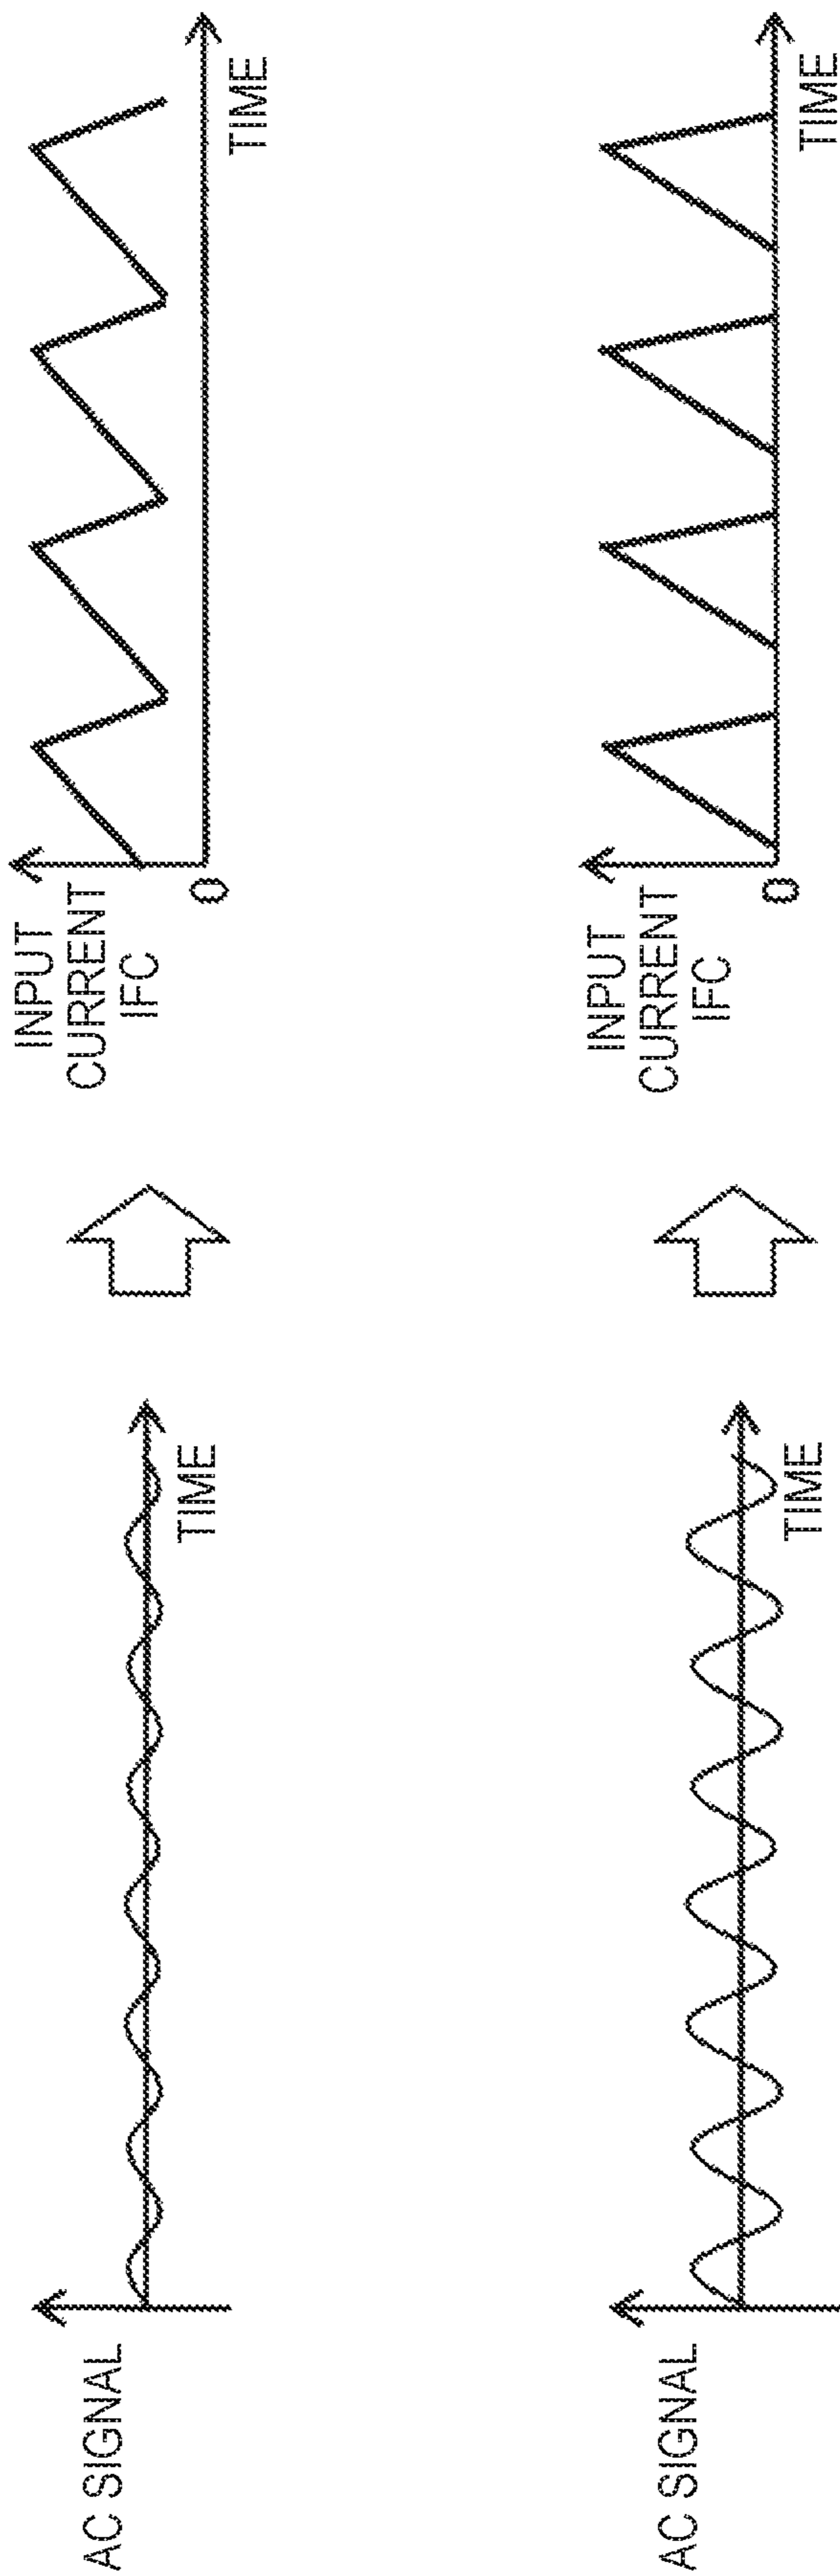 AC SIGNAL
TIME
INPUT
CURRENT
IFC
0
TIME
AC SIGNAL
TIME
INPUT
CURRENT
IFC
0
TIME